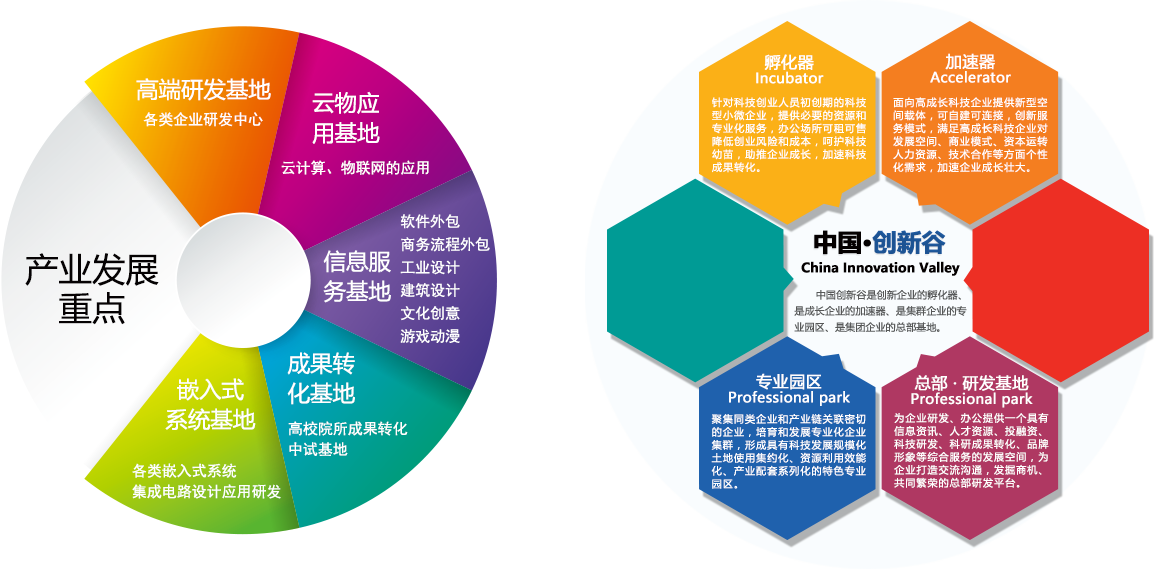 产业发展
重点
高端研发基地
各类企业研发中心
云物应
用基地
云计算、物联网的应用
信息服
务基地
软件外包
商务流程外包
工业设计
建筑设计
文化创意
游戏动漫
成果转
化基地
高校院所成果转化
中试基地
嵌入式
系统基地
各类嵌入式系统
集成电路设计应用研发
孵化器
Incubator
针对科技创业人员初创期的科技
型小微企业，提供必要的资源和
专业化服务，办公场所可租可售
降低创业风险和成本，呵护科技
幼苗，助推企业成长，加速科技
成果转化。
加速器
Accelerator
面向高成长科技企业提供新型空
间载体，可自建可连接，创新服
务模式，满足高成长科技企业对
发展空间、商业模式、资本运转
人力资源、技术合作等方面个性
化需求，加速企业成长壮大。
中国·创新谷
China Innovation Valley
中国创新谷是创新企业的孵化器、
是成长企业的加速器、是集群企业的专
业园区、是集团企业的总部基地。
专业园区
Professional park
聚集同类企业和产业链关联密切
的企业，培育和发展专业化企业
集群，形成具有科技发展规模化
土地使用集约化、资源利用效能
化、产业配套系列化的特色专业
园区。
总部·研发基地
Professional park
为企业研发、办公提供一个具有
信息资讯、人才资源、投融资、
科技研发、科研成果转化、品牌
形象等综合服务的发展空间，为
企业打造交流沟通，发掘商机、
共同繁荣的总部研发平台。